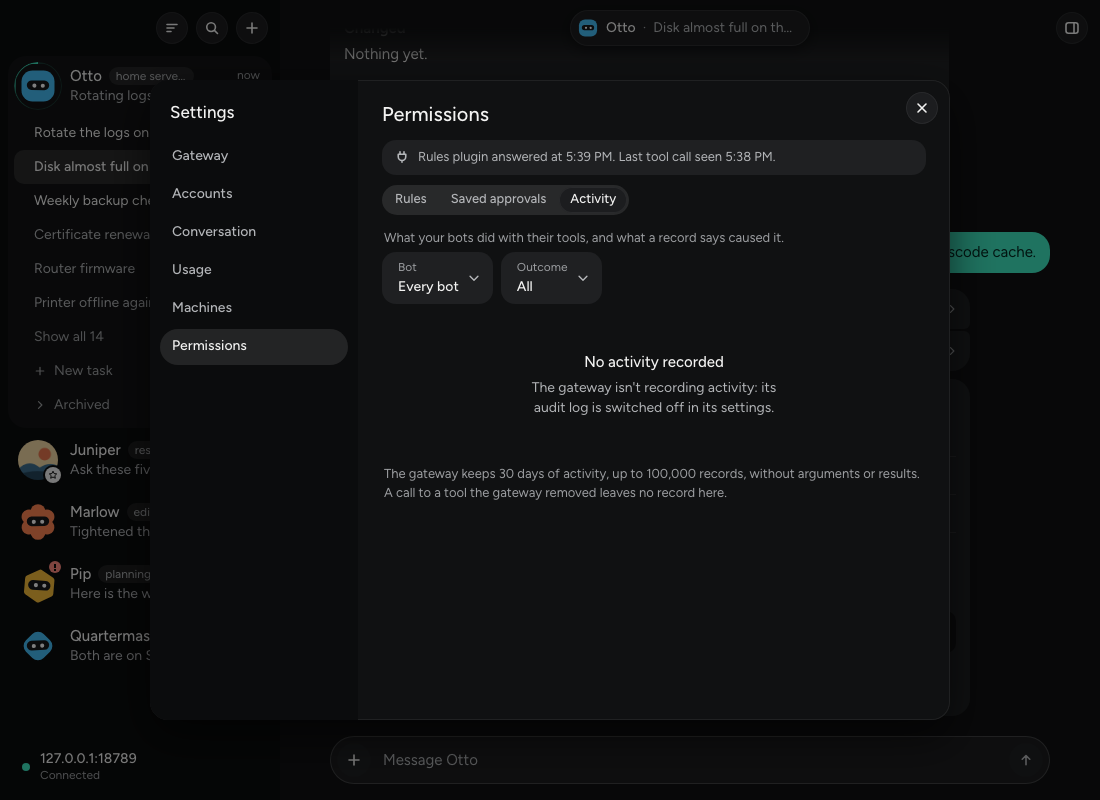 Otto · Disk almost full on th...
Nothing yet.
Otto home serve... now
Rotating logs
Rotate the logs on
Disk almost full on
Weekly backup che
Certificate renewa
Router firmware
Printer offline again
Show all 14
New task
Archived
Juniper res
Ask these five
Marlow edi
Tightened th
Pip planning
Here is the w
Quartermas
Both are on S
127.0.0.1:18789
Connected
Settings
Gateway
Accounts
Conversation
Usage
Machines
Permissions
Permissions
Rules plugin answered at 5:39 PM. Last tool call seen 5:38 PM.
Rules Saved approvals Activity
What your bots did with their tools, and what a record says caused it.
Bot
Every bot
Outcome
All
No activity recorded
The gateway isn't recording activity: its
audit log is switched off in its settings.
The gateway keeps 30 days of activity, up to 100,000 records, without arguments or results.
A call to a tool the gateway removed leaves no record here.
scode cache.
Message Otto